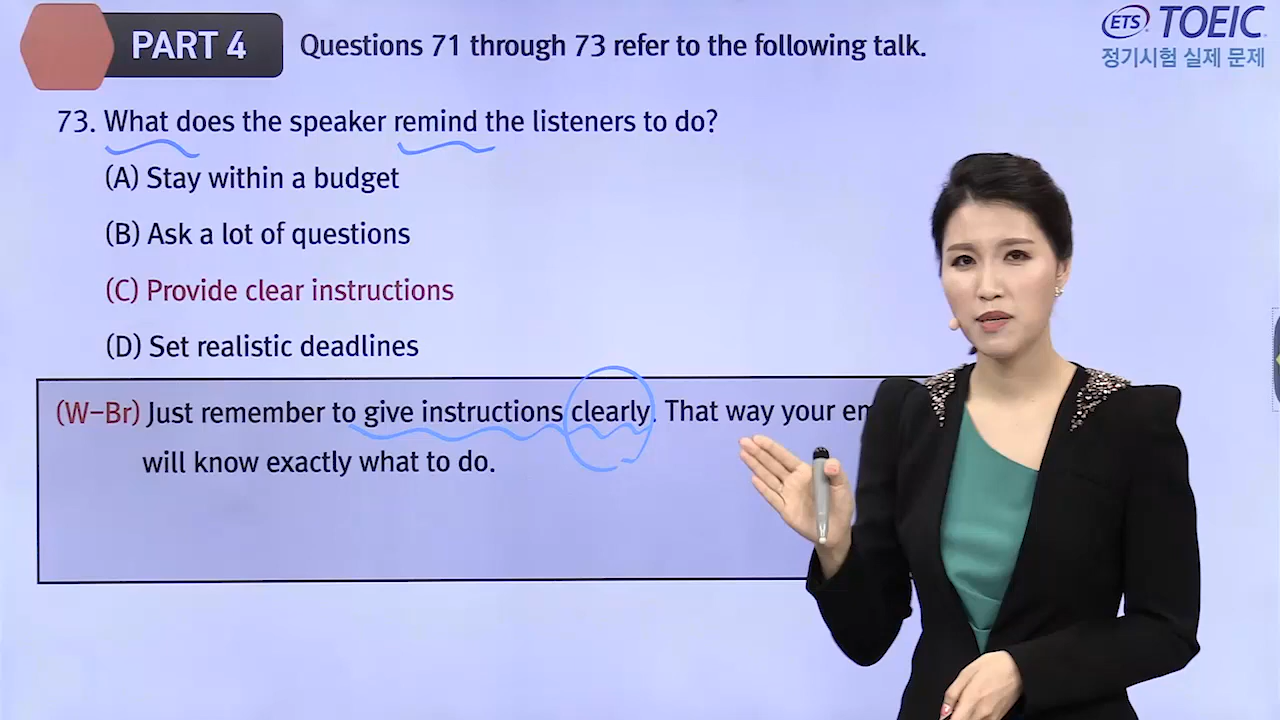 PART 4
Questions 71 through 73 refer to the following talk.
ETS TOEIC
정기시험 실제 문제
73. What does the speaker remind the listeners to do?
(A) Stay within a budget
(B) Ask a lot of questions
(C) Provide clear instructions
(D) Set realistic deadlines
(W-Br) Just remember to give instructions clearly. That way your
will know exactly what to do.